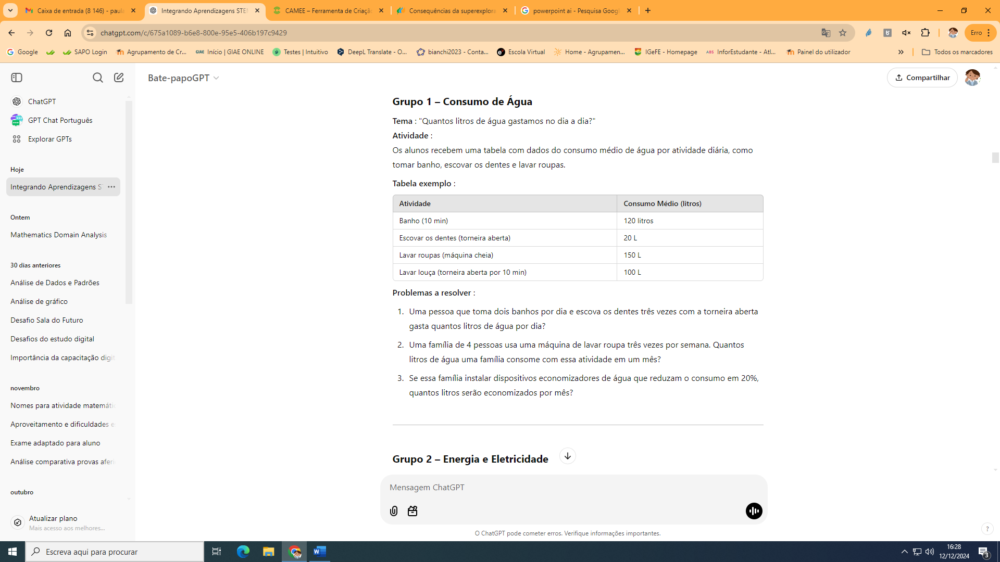 Caixa de entrada (8 146) - paula
Integrando Aprendizagens STEM
CAMEE – Ferramenta de Criação
Consequências da superexplora
powerpoint ai - Pesquisa Googl
chatgpt.com/c/675a1089-b6e8-800e-95e5-406b197c9429
Erro
Google
SAPO Login
Agrupamento de Cr...
GIAE Início | GIAE ONLINE
Testes | Intuitivo
DeepL Translate - O...
bianchi2023 - Conta...
Escola Virtual
Home - Agrupamen...
IGeFE - Homepage
ABS InforEstudante - Atl...
Painel do utilizador
Todos os marcadores
Bate-papoGPT
Compartilhar
ChatGPT
GPT Chat Português
Explorar GPTs
Hoje
Integrando Aprendizagens S
Ontem
Mathematics Domain Analysis
30 dias anteriores
Análise de Dados e Padrões
Análise de gráfico
Desafio Sala do Futuro
Desafios do estudo digital
Importância da capacitação digit
novembro
Nomes para atividade matemátic
Aproveitamento e dificuldades e
Exame adaptado para aluno
Análise comparativa provas aferi
outubro
Atualizar plano
Mais acesso aos melhores...
Grupo 1 – Consumo de Água
Tema : "Quantos litros de água gastamos no dia a dia?"
Atividade :
Os alunos recebem uma tabela com dados do consumo médio de água por atividade diária, como
tomar banho, escovar os dentes e lavar roupas.
Tabela exemplo :
Atividade Consumo Médio (litros)
Banho (10 min) 120 litros
Escovar os dentes (torneira aberta) 20 L
Lavar roupas (máquina cheia) 150 L
Lavar louça (torneira aberta por 10 min) 100 L
Problemas a resolver :
1. Uma pessoa que toma dois banhos por dia e escova os dentes três vezes com a torneira aberta
gasta quantos litros de água por dia?
2. Uma família de 4 pessoas usa uma máquina de lavar roupa três vezes por semana. Quantos
litros de água uma família consome com essa atividade em um mês?
3. Se essa família instalar dispositivos economizadores de água que reduzam o consumo em 20%,
quantos litros serão economizados por mês?
Grupo 2 – Energia e Eletricidade
Mensagem ChatGPT
O ChatGPT pode cometer erros. Verifique informações importantes.
?
Escreva aqui para procurar
16:28
12/12/2024
3